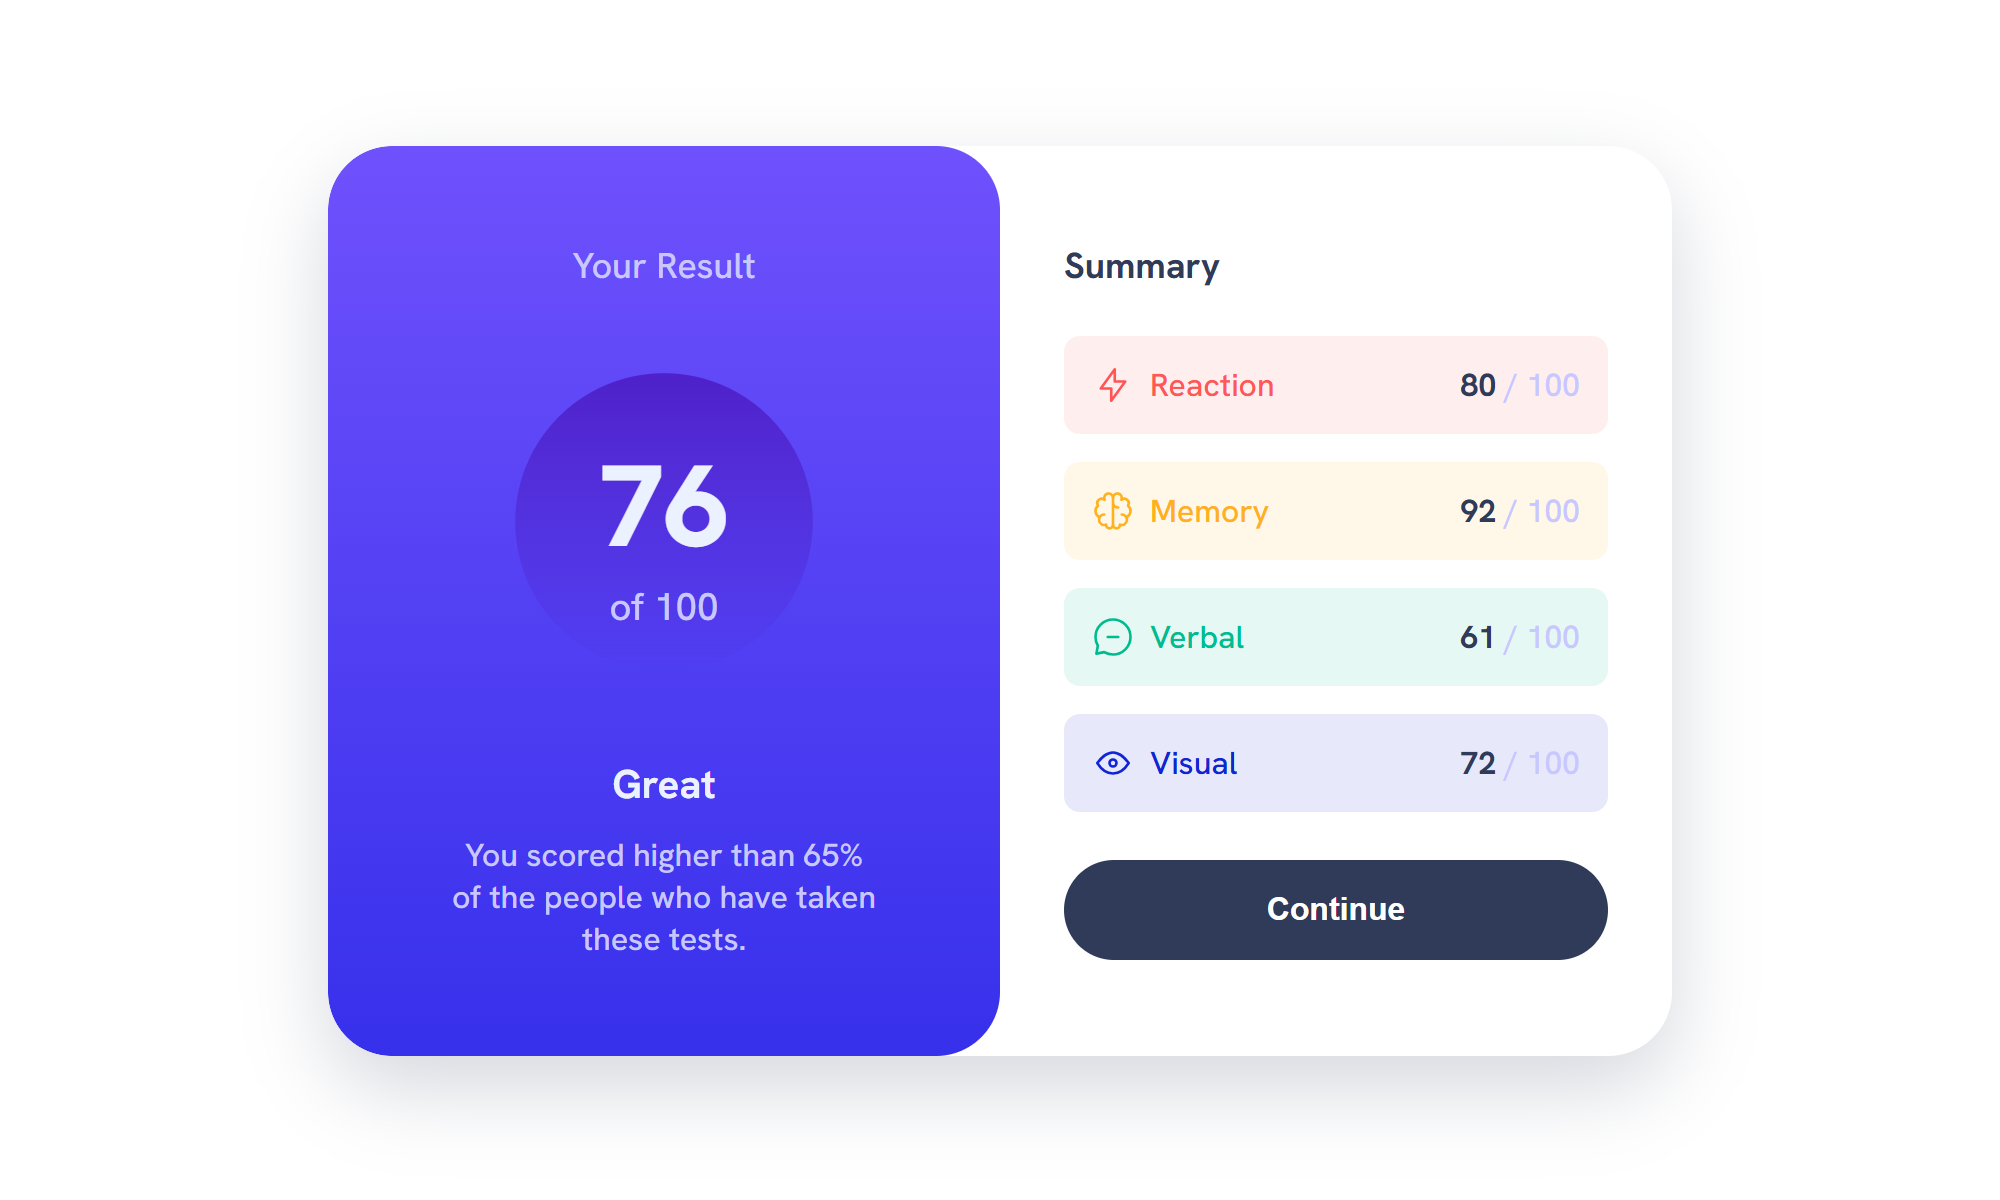 Your Result
76
of 100
Great
You scored higher than 65%
of the people who have taken
these tests.
Summary
Reaction 80 / 100
Memory 92 / 100
Verbal 61 / 100
Visual 72 / 100
Continue